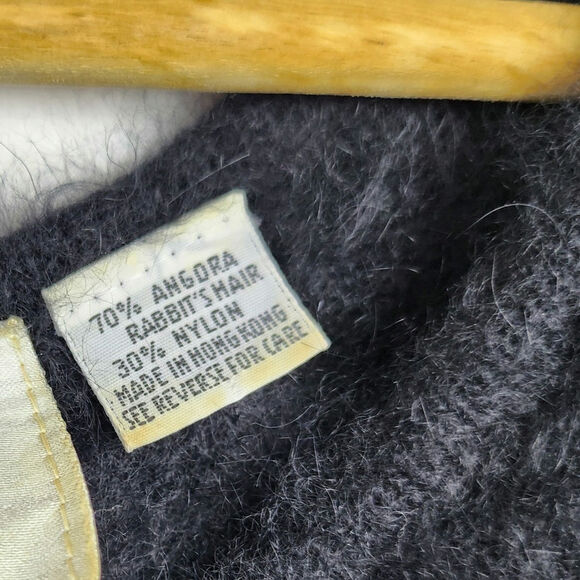 70% ANGORA
RABBIT'S HAIR
30% NYLON
MADE IN HONG KONG
SEE REVERSE FOR CARE